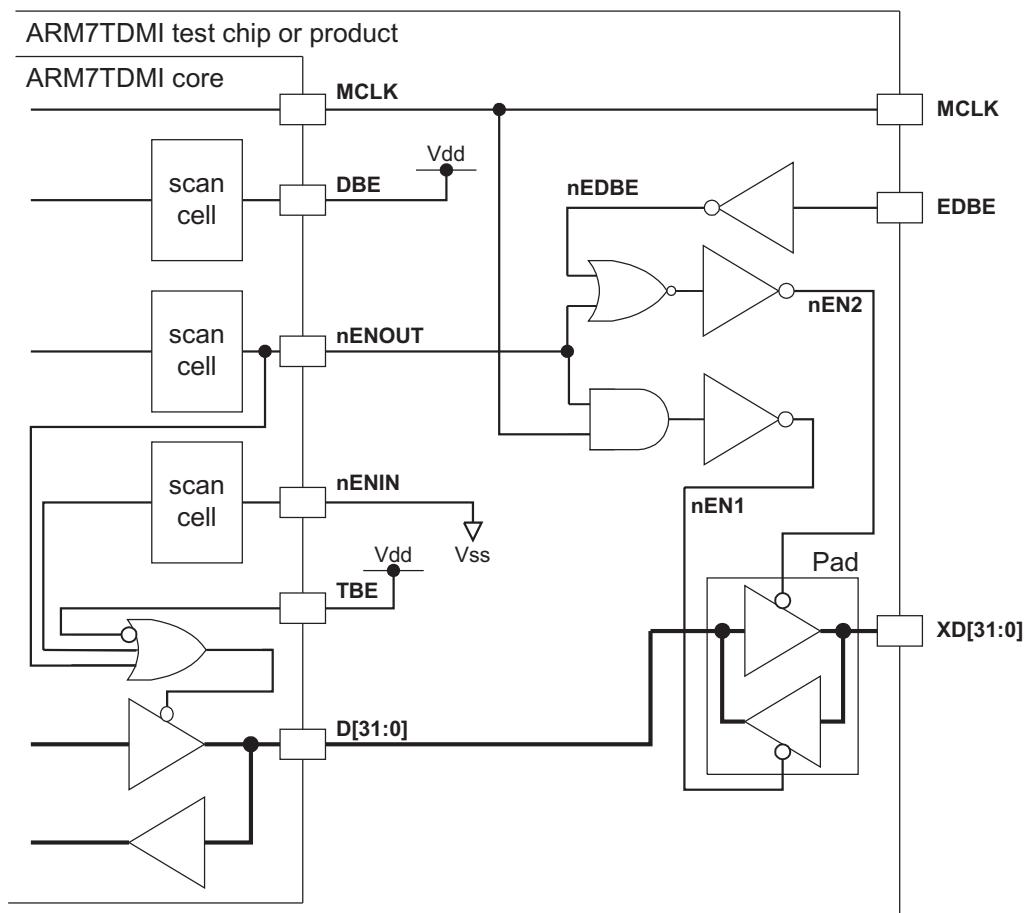 ARM7TDMI test chip or product
ARM7TDMI core
MCLK
MCLK
scan
cell
DBE
Vdd
nEDBE
EDBE
scan
cell
nENOUT
nEN2
scan
cell
nENIN
Vss
nEN1
Vdd
TBE
Pad
XD[31:0]
D[31:0]